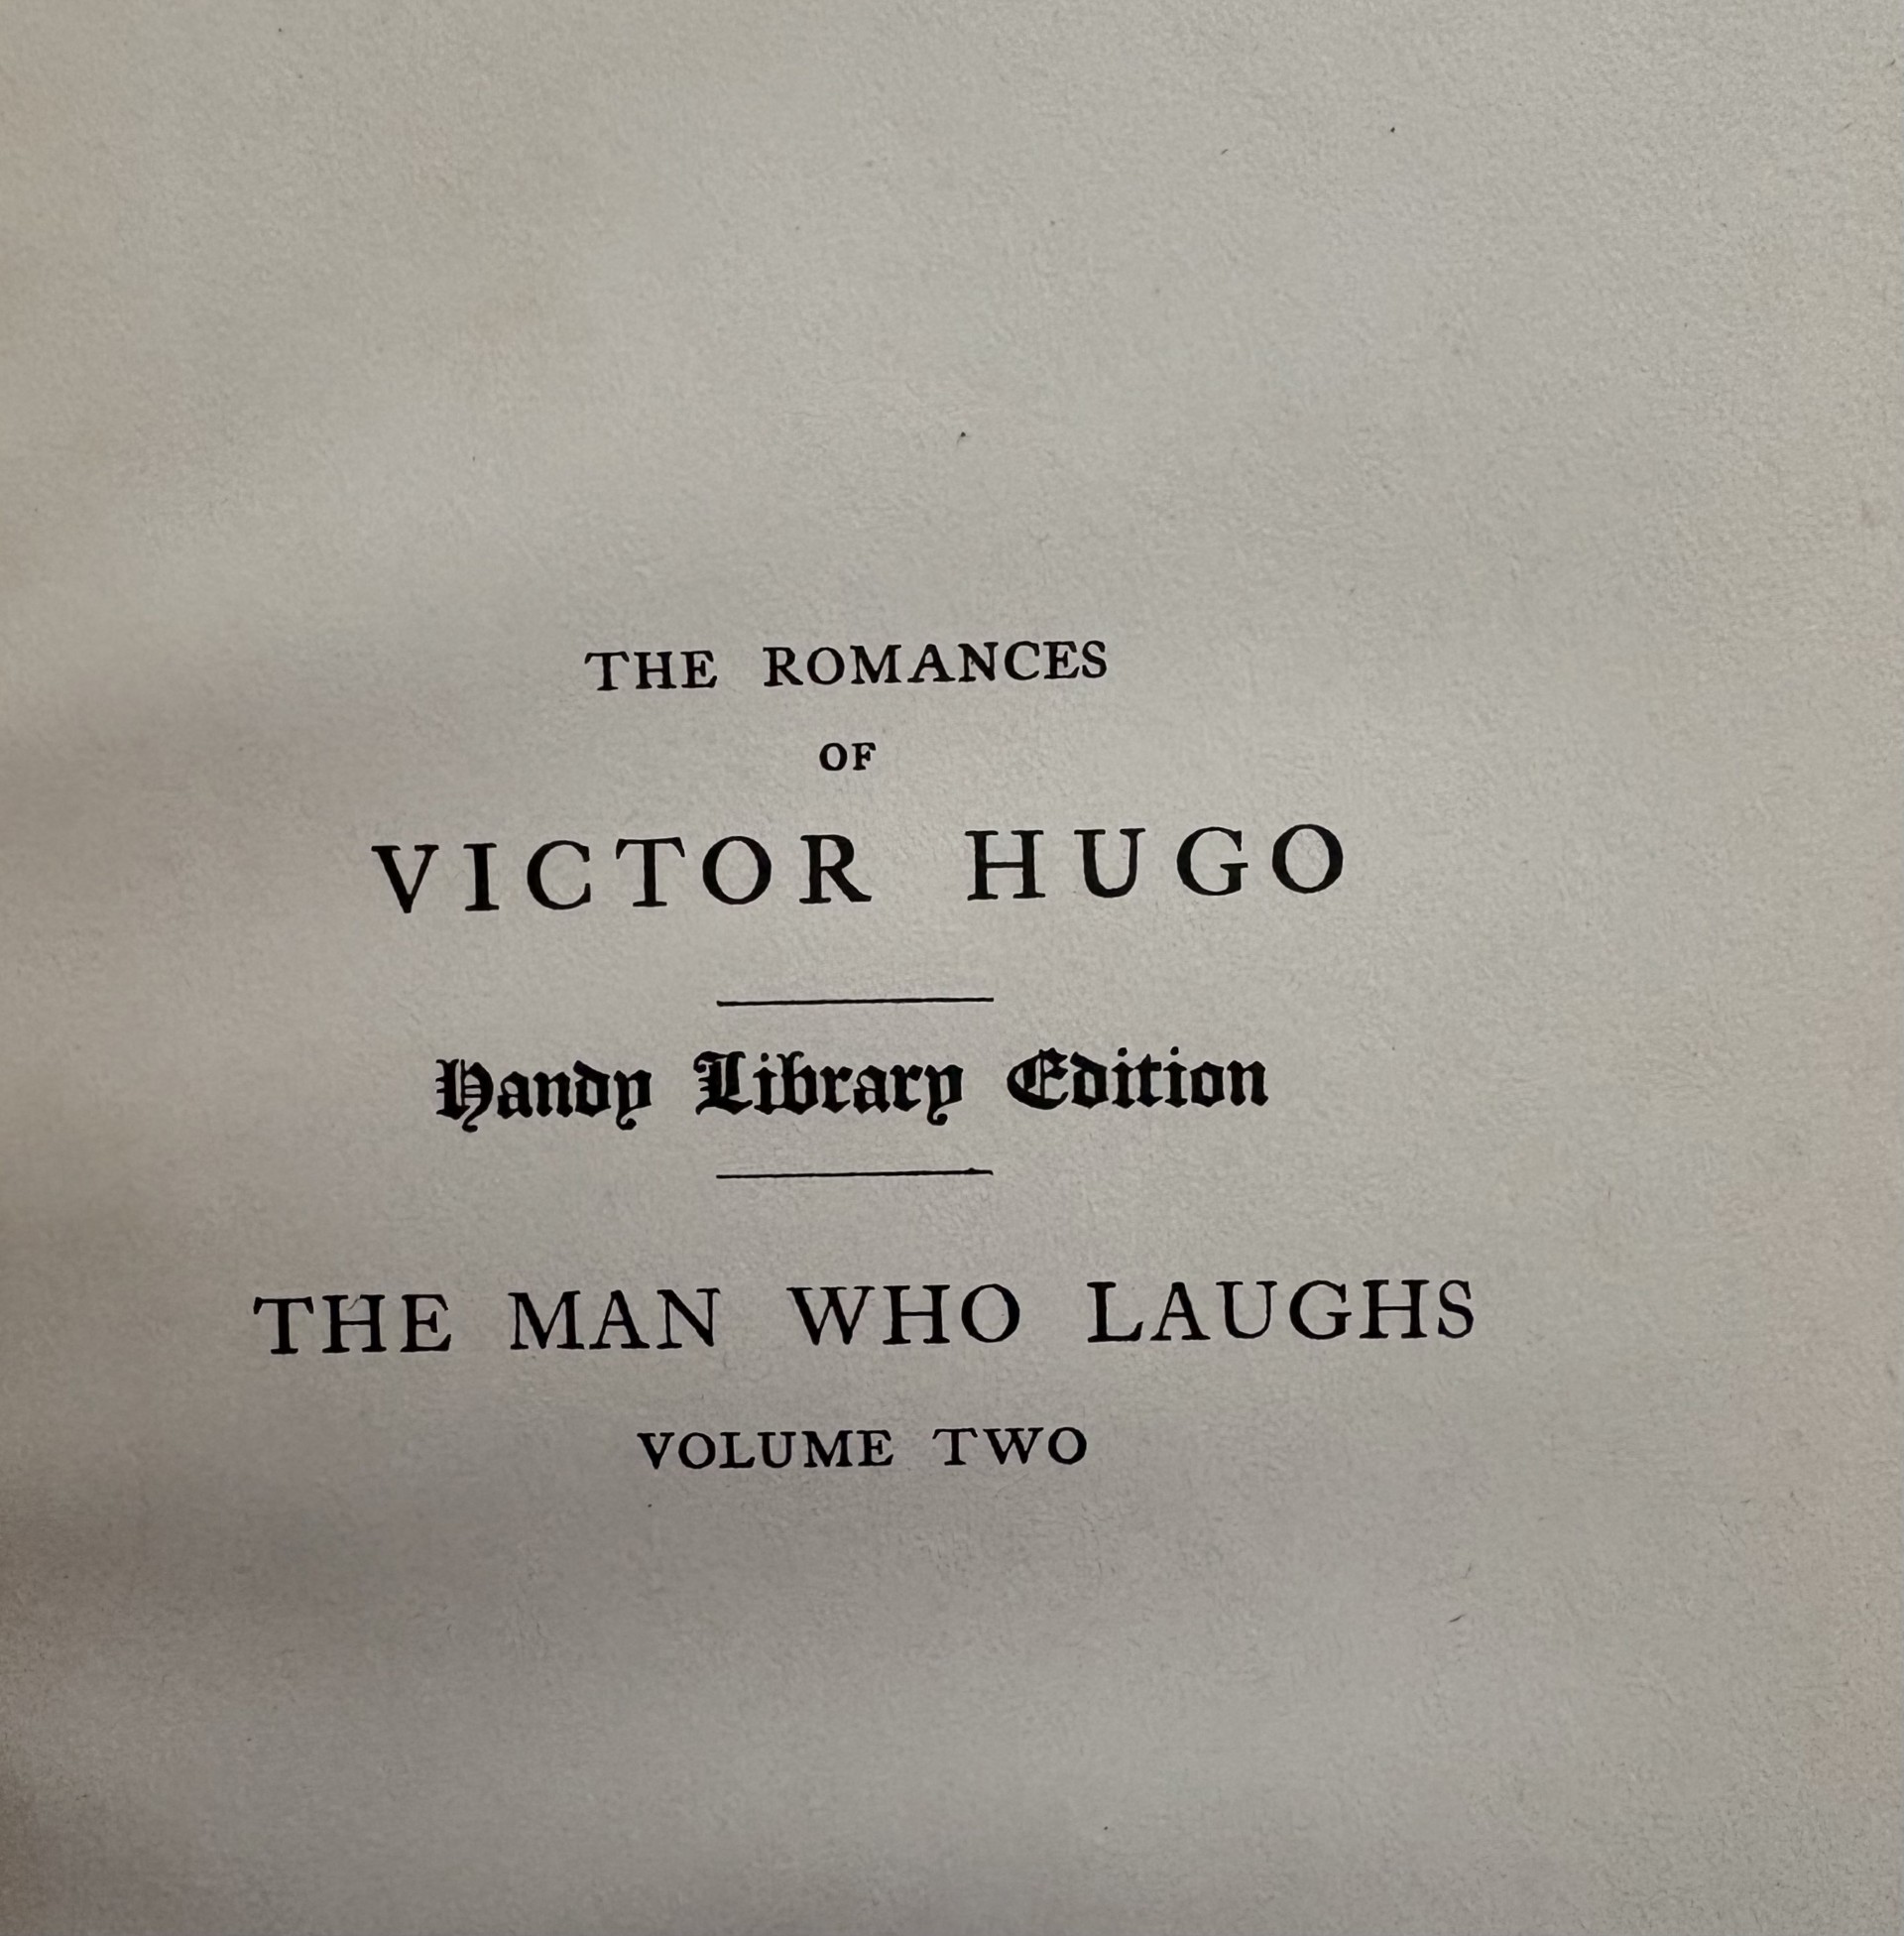 THE ROMANCES
OF
VICTOR HUGO
Handy Library Edition
THE MAN WHO LAUGHS
VOLUME TWO